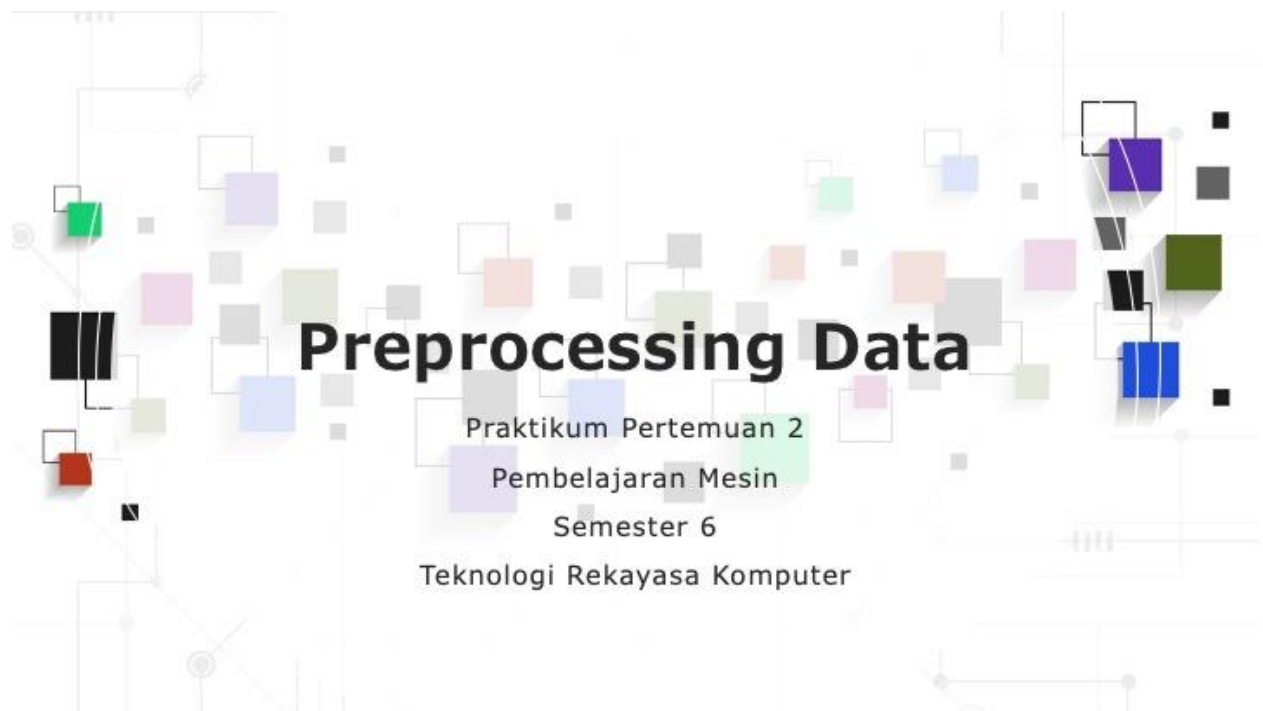 Preprocessing Data
Praktikum Pertemuan 2
Pembelajaran Mesin
Semester 6
Teknologi Rekayasa Komputer